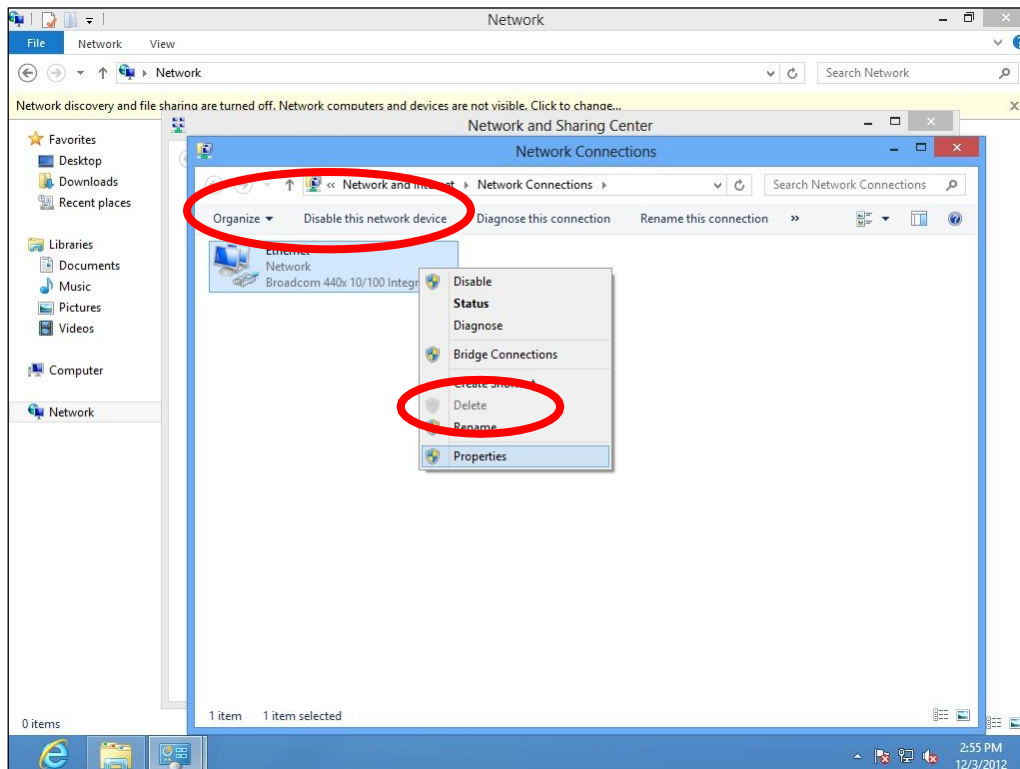 Network
File Network View
Network
Search Network
Network discovery and file sharing are turned off. Network computers and devices are not visible. Click to change...
Favorites
Desktop
Downloads
Recent places
Libraries
Documents
Music
Pictures
Videos
Computer
Network
0 items
Network and Sharing Center
Network Connections
« Network and Internet Network Connections
Search Network Connections
Organize Disable this network device Diagnose this connection Rename this connection »
Ethernet
Network
Broadcom 440x 10/100 Integr
Disable
Status
Diagnose
Bridge Connections
Create Shortcut
Delete
Rename
Properties
1 item 1 item selected
2:55 PM
12/3/2012